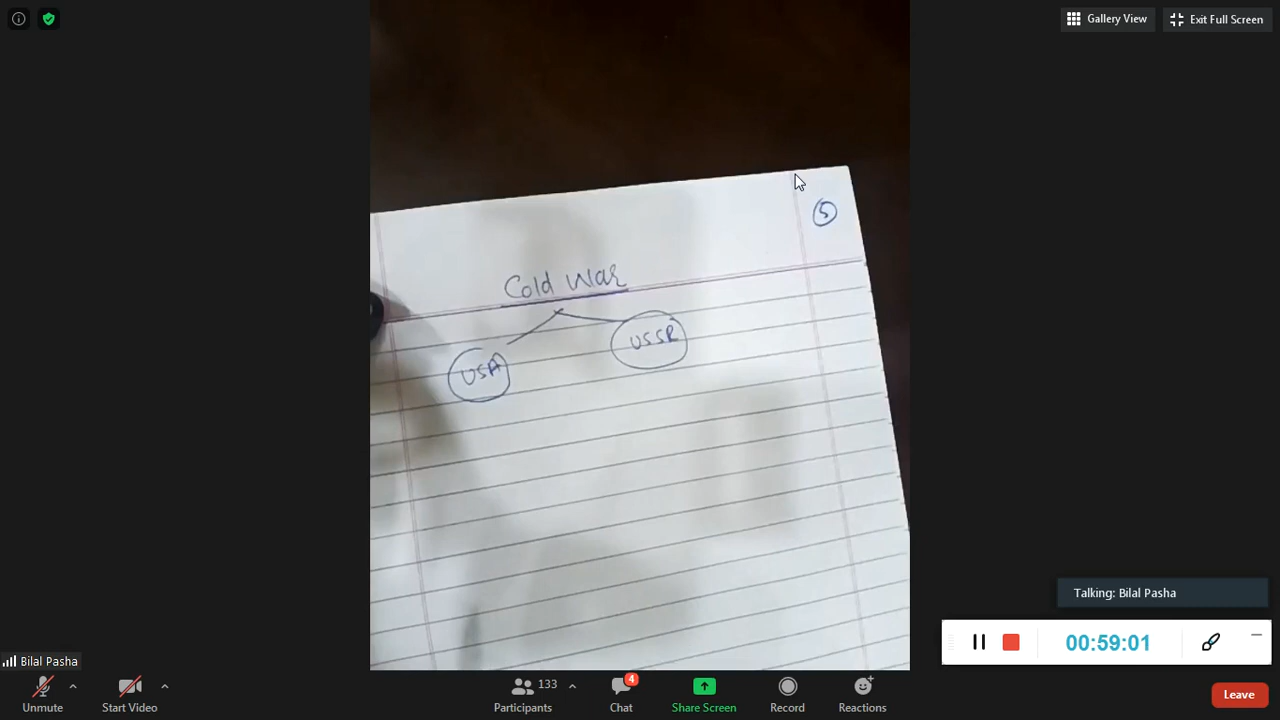 Gallery View
Exit Full Screen
5
Cold War
USA
USSR
Talking: Bilal Pasha
00:59:01
Bilal Pasha
Unmute
Start Video
133
Participants
4
Chat
Share Screen
Record
Reactions
Leave